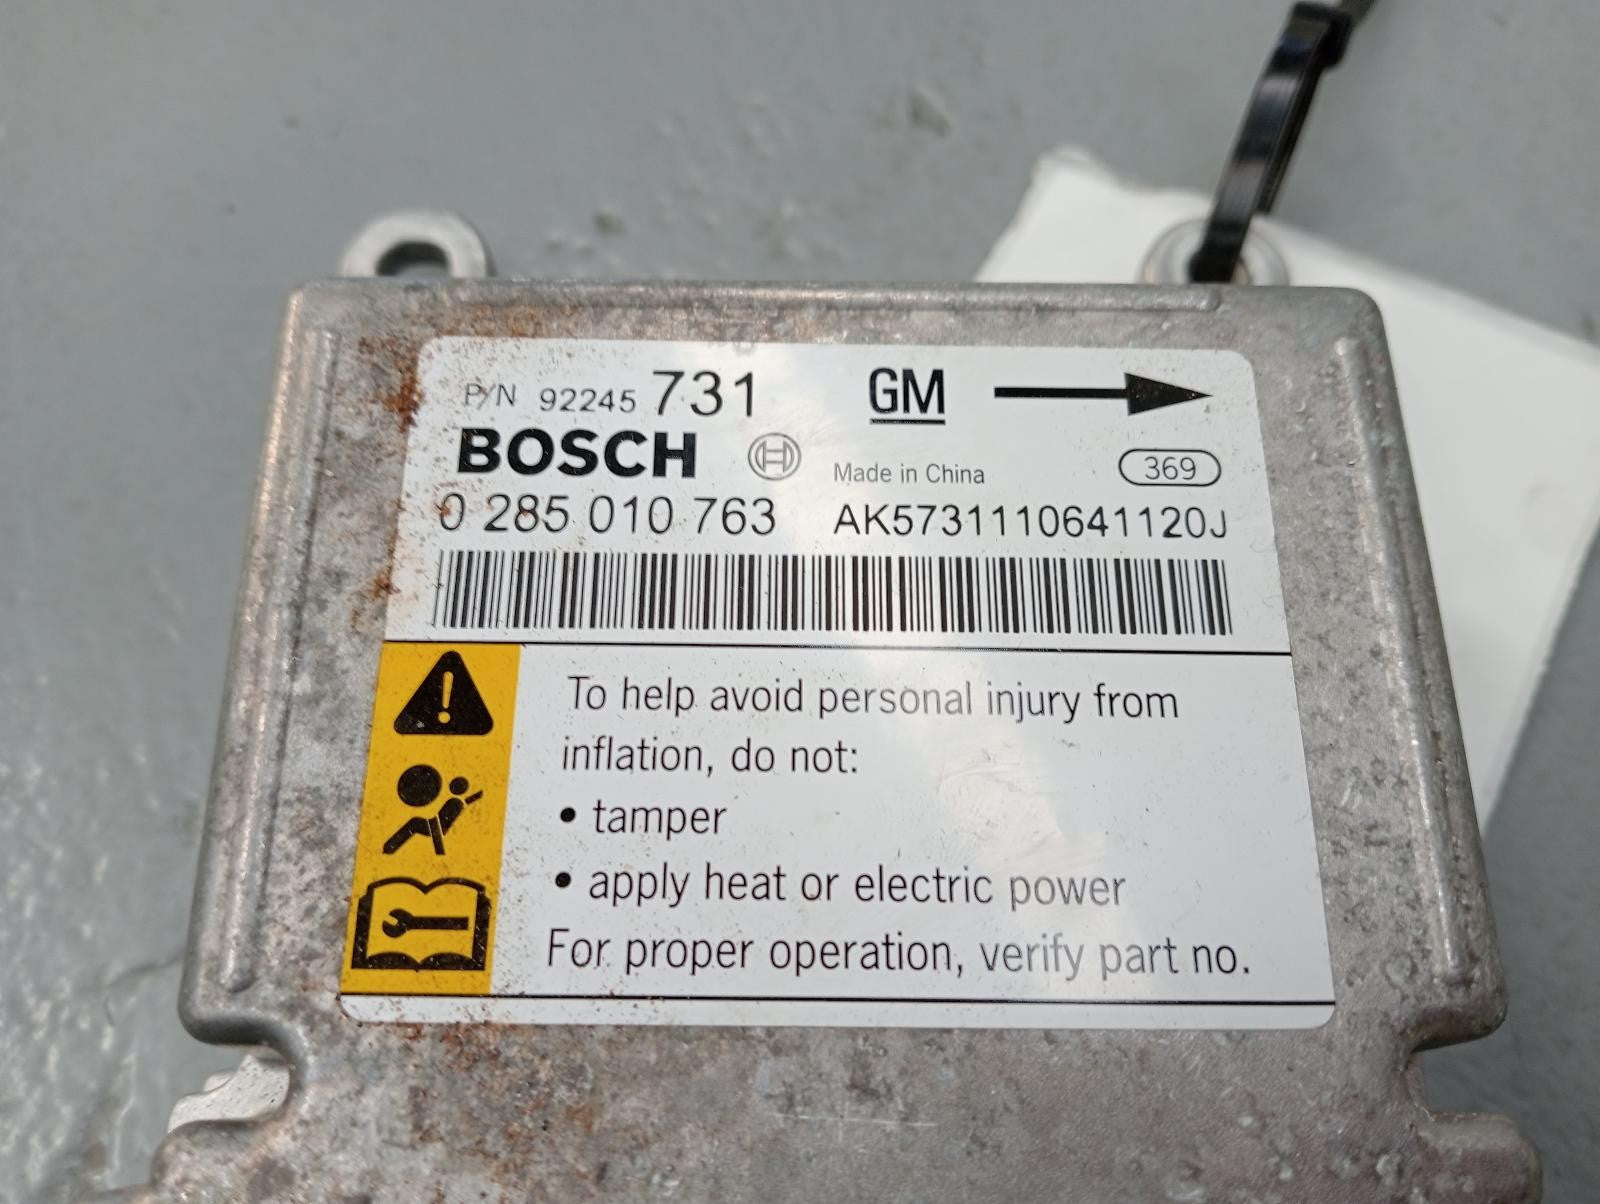 P/N 92245 731 GM
BOSCH Made in China 369
0 285 010 763 AK5731110641120J
To help avoid personal injury from
inflation, do not:
• tamper
• apply heat or electric power
For proper operation, verify part no.